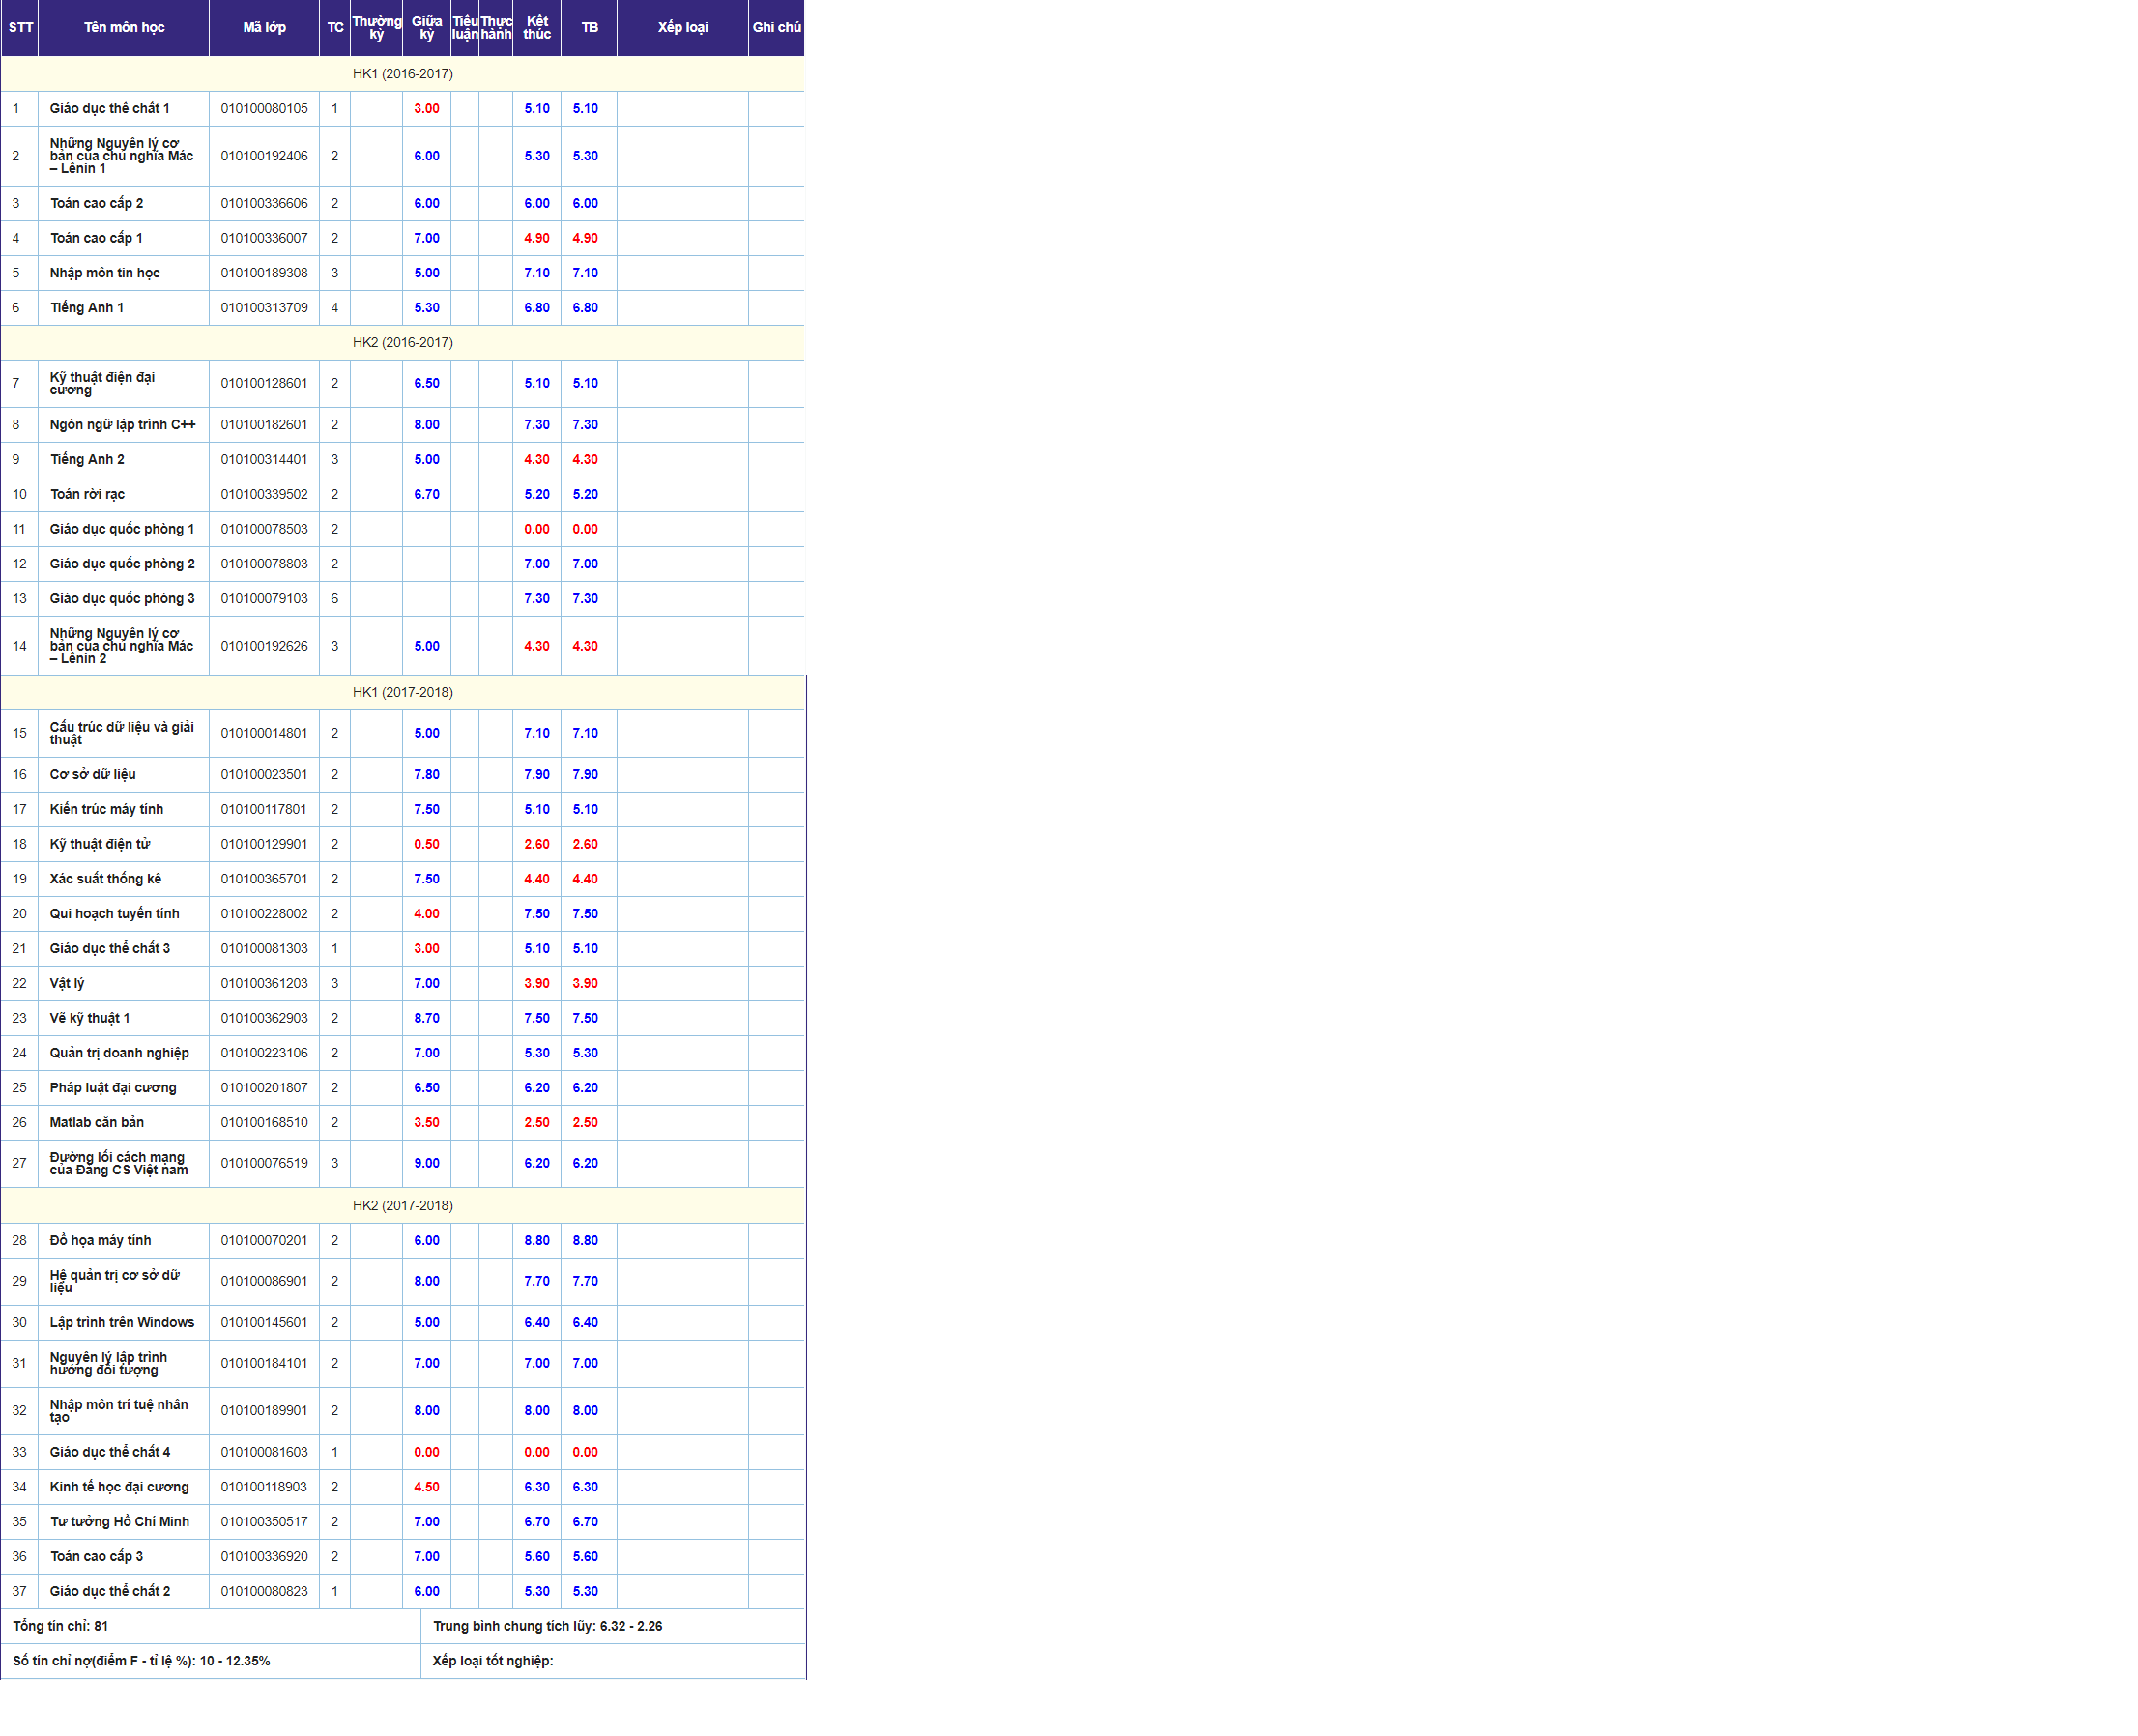 STT Tên môn học Mã lớp TC Thường kỳ Giữa kỳ Tiểu luận Thực hành Kết thúc TB Xếp loại Ghi chú
HK1 (2016-2017)
1 Giáo dục thể chất 1 010100080105 1 3.00 5.10 5.10
2 Những Nguyên lý cơ bản của chủ nghĩa Mác – Lênin 1 010100192406 2 6.00 5.30 5.30
3 Toán cao cấp 2 010100336606 2 6.00 6.00 6.00
4 Toán cao cấp 1 010100336007 2 7.00 4.90 4.90
5 Nhập môn tin học 010100189308 3 5.00 7.10 7.10
6 Tiếng Anh 1 010100313709 4 5.30 6.80 6.80
HK2 (2016-2017)
7 Kỹ thuật điện đại cương 010100128601 2 6.50 5.10 5.10
8 Ngôn ngữ lập trình C++ 010100182601 2 8.00 7.30 7.30
9 Tiếng Anh 2 010100314401 3 5.00 4.30 4.30
10 Toán rời rạc 010100339502 2 6.70 5.20 5.20
11 Giáo dục quốc phòng 1 010100078503 2 0.00 0.00
12 Giáo dục quốc phòng 2 010100078803 2 7.00 7.00
13 Giáo dục quốc phòng 3 010100079103 6 7.30 7.30
14 Những Nguyên lý cơ bản của chủ nghĩa Mác – Lênin 2 010100192626 3 5.00 4.30 4.30
HK1 (2017-2018)
15 Cấu trúc dữ liệu và giải thuật 010100014801 2 5.00 7.10 7.10
16 Cơ sở dữ liệu 010100023501 2 7.80 7.90 7.90
17 Kiến trúc máy tính 010100117801 2 7.50 5.10 5.10
18 Kỹ thuật điện tử 010100129901 2 0.50 2.60 2.60
19 Xác suất thống kê 010100365701 2 7.50 4.40 4.40
20 Qui hoạch tuyến tính 010100228002 2 4.00 7.50 7.50
21 Giáo dục thể chất 3 010100081303 1 3.00 5.10 5.10
22 Vật lý 010100361203 3 7.00 3.90 3.90
23 Vẽ kỹ thuật 1 010100362903 2 8.70 7.50 7.50
24 Quản trị doanh nghiệp 010100223106 2 7.00 5.30 5.30
25 Pháp luật đại cương 010100201807 2 6.50 6.20 6.20
26 Matlab căn bản 010100168510 2 3.50 2.50 2.50
27 Đường lối cách mạng của Đảng CS Việt nam 010100076519 3 9.00 6.20 6.20
HK2 (2017-2018)
28 Đồ họa máy tính 010100070201 2 6.00 8.80 8.80
29 Hệ quản trị cơ sở dữ liệu 010100086901 2 8.00 7.70 7.70
30 Lập trình trên Windows 010100145601 2 5.00 6.40 6.40
31 Nguyên lý lập trình hướng đối tượng 010100184101 2 7.00 7.00 7.00
32 Nhập môn trí tuệ nhân tạo 010100189901 2 8.00 8.00 8.00
33 Giáo dục thể chất 4 010100081603 1 0.00 0.00 0.00
34 Kinh tế học đại cương 010100118903 2 4.50 6.30 6.30
35 Tư tưởng Hồ Chí Minh 010100350517 2 7.00 6.70 6.70
36 Toán cao cấp 3 010100336920 2 7.00 5.60 5.60
37 Giáo dục thể chất 2 010100080823 1 6.00 5.30 5.30
Tổng tín chỉ: 81 Trung bình chung tích lũy: 6.32 - 2.26
Số tín chỉ nợ(điểm F - tỉ lệ %): 10 - 12.35% Xếp loại tốt nghiệp: